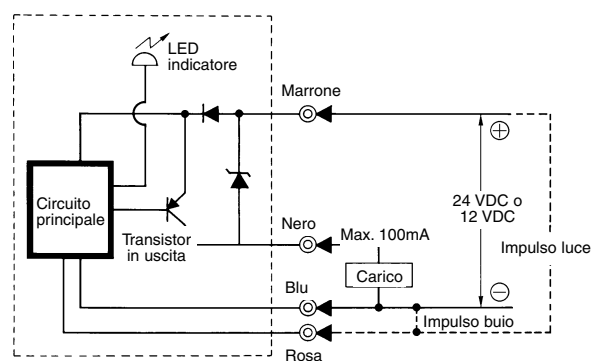 LED
indicatore
Marrone
Circuito
principale
Transistor
in uscita
Nero
Max. 100mA
Carico
24 VDC o
12 VDC
Impulso luce
Blu
Impulso buio
Rosa